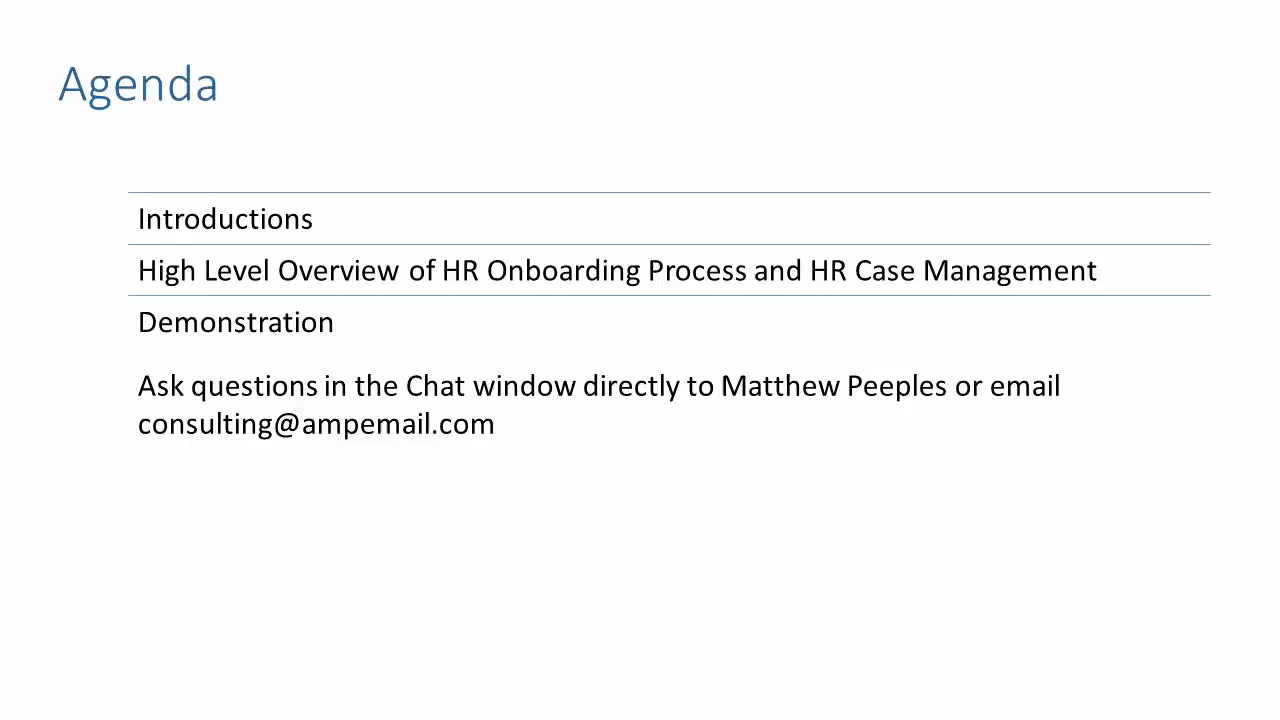 Agenda
Introductions
High Level Overview of HR Onboarding Process and HR Case Management
Demonstration
Ask questions in the Chat window directly to Matthew Peeples or email
consulting@ampemail.com